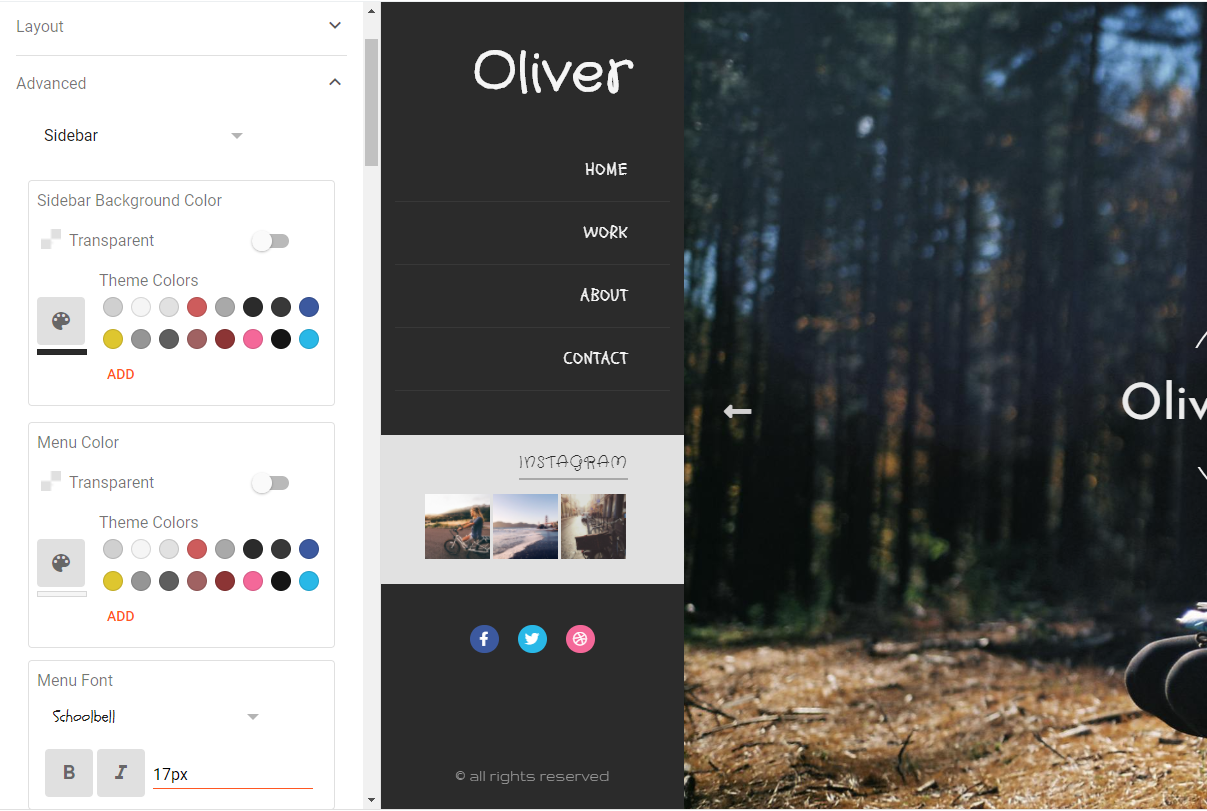 Layout
Advanced
Sidebar
Sidebar Background Color
Transparent
Theme Colors
ADD
Menu Color
Transparent
Theme Colors
ADD
Menu Font
Schoolbell
B I 17px
Oliver
HOME
WORK
ABOUT
CONTACT
INSTAGRAM
© all rights reserved
Oliv